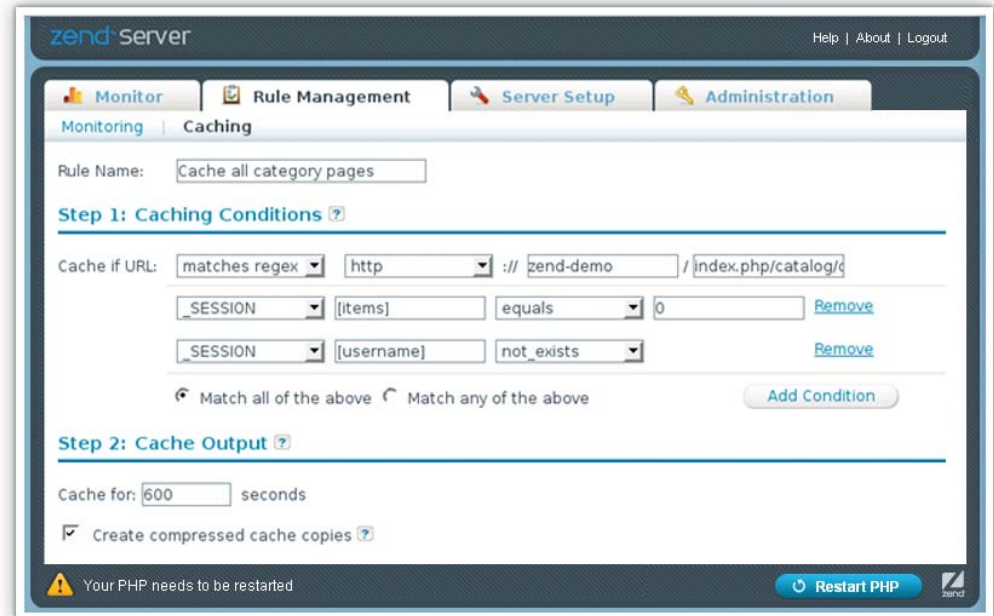 zend server
Help | About | Logout
Monitor Rule Management Server Setup Administration
Monitoring | Caching
Rule Name: Cache all category pages
Step 1: Caching Conditions ?
Cache if URL: matches regex http :// zend-demo / index.php/catalog/c
_SESSION [items] equals 0 Remove
_SESSION [username] not_exists Remove
Match all of the above Match any of the above Add Condition
Step 2: Cache Output ?
Cache for: 600 seconds
Create compressed cache copies ?
Your PHP needs to be restarted Restart PHP zend